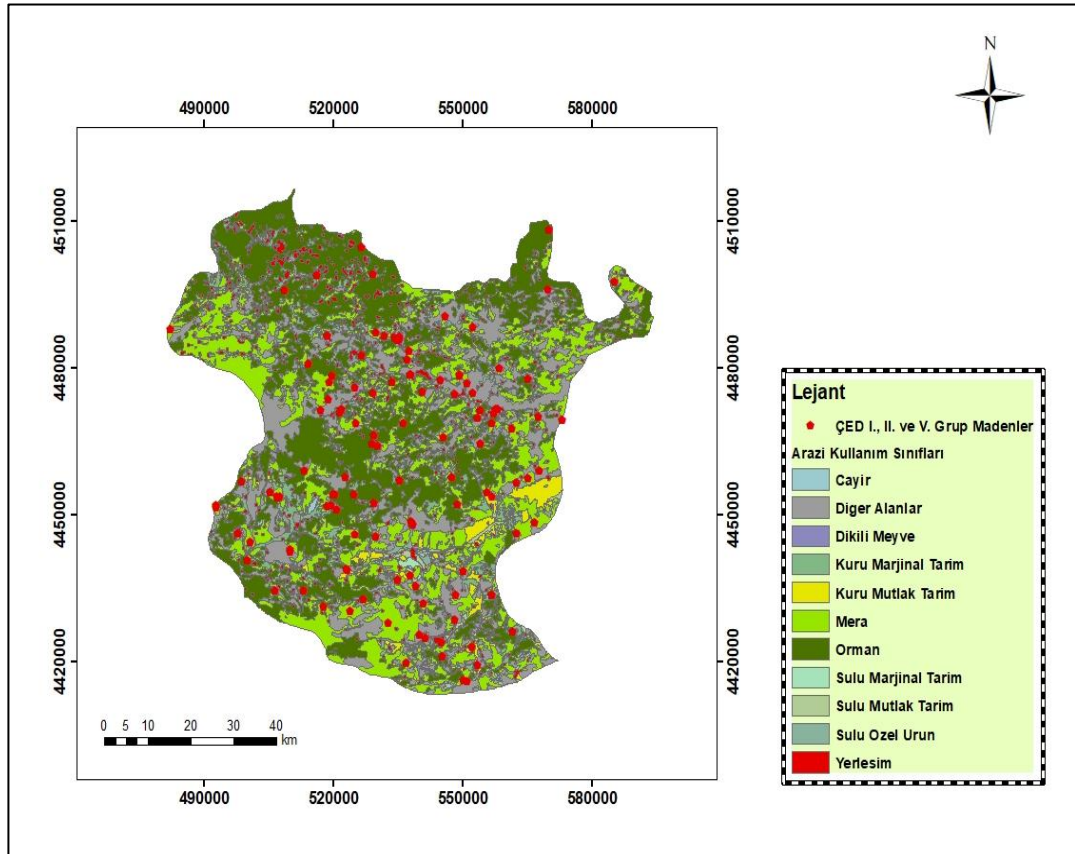 N
490000 520000 550000 580000
4510000 4510000
4480000 4480000
4450000 4450000
4420000 4420000
0 5 10 20 30 40
km
490000 520000 550000 580000
Lejant
ÇED I., II. ve V. Grup Madenler
Arazi Kullanım Sınıfları
Cayir
Diger Alanlar
Dikili Meyve
Kuru Marjinal Tarim
Kuru Mutlak Tarim
Mera
Orman
Sulu Marjinal Tarim
Sulu Mutlak Tarim
Sulu Ozel Urun
Yerlesim